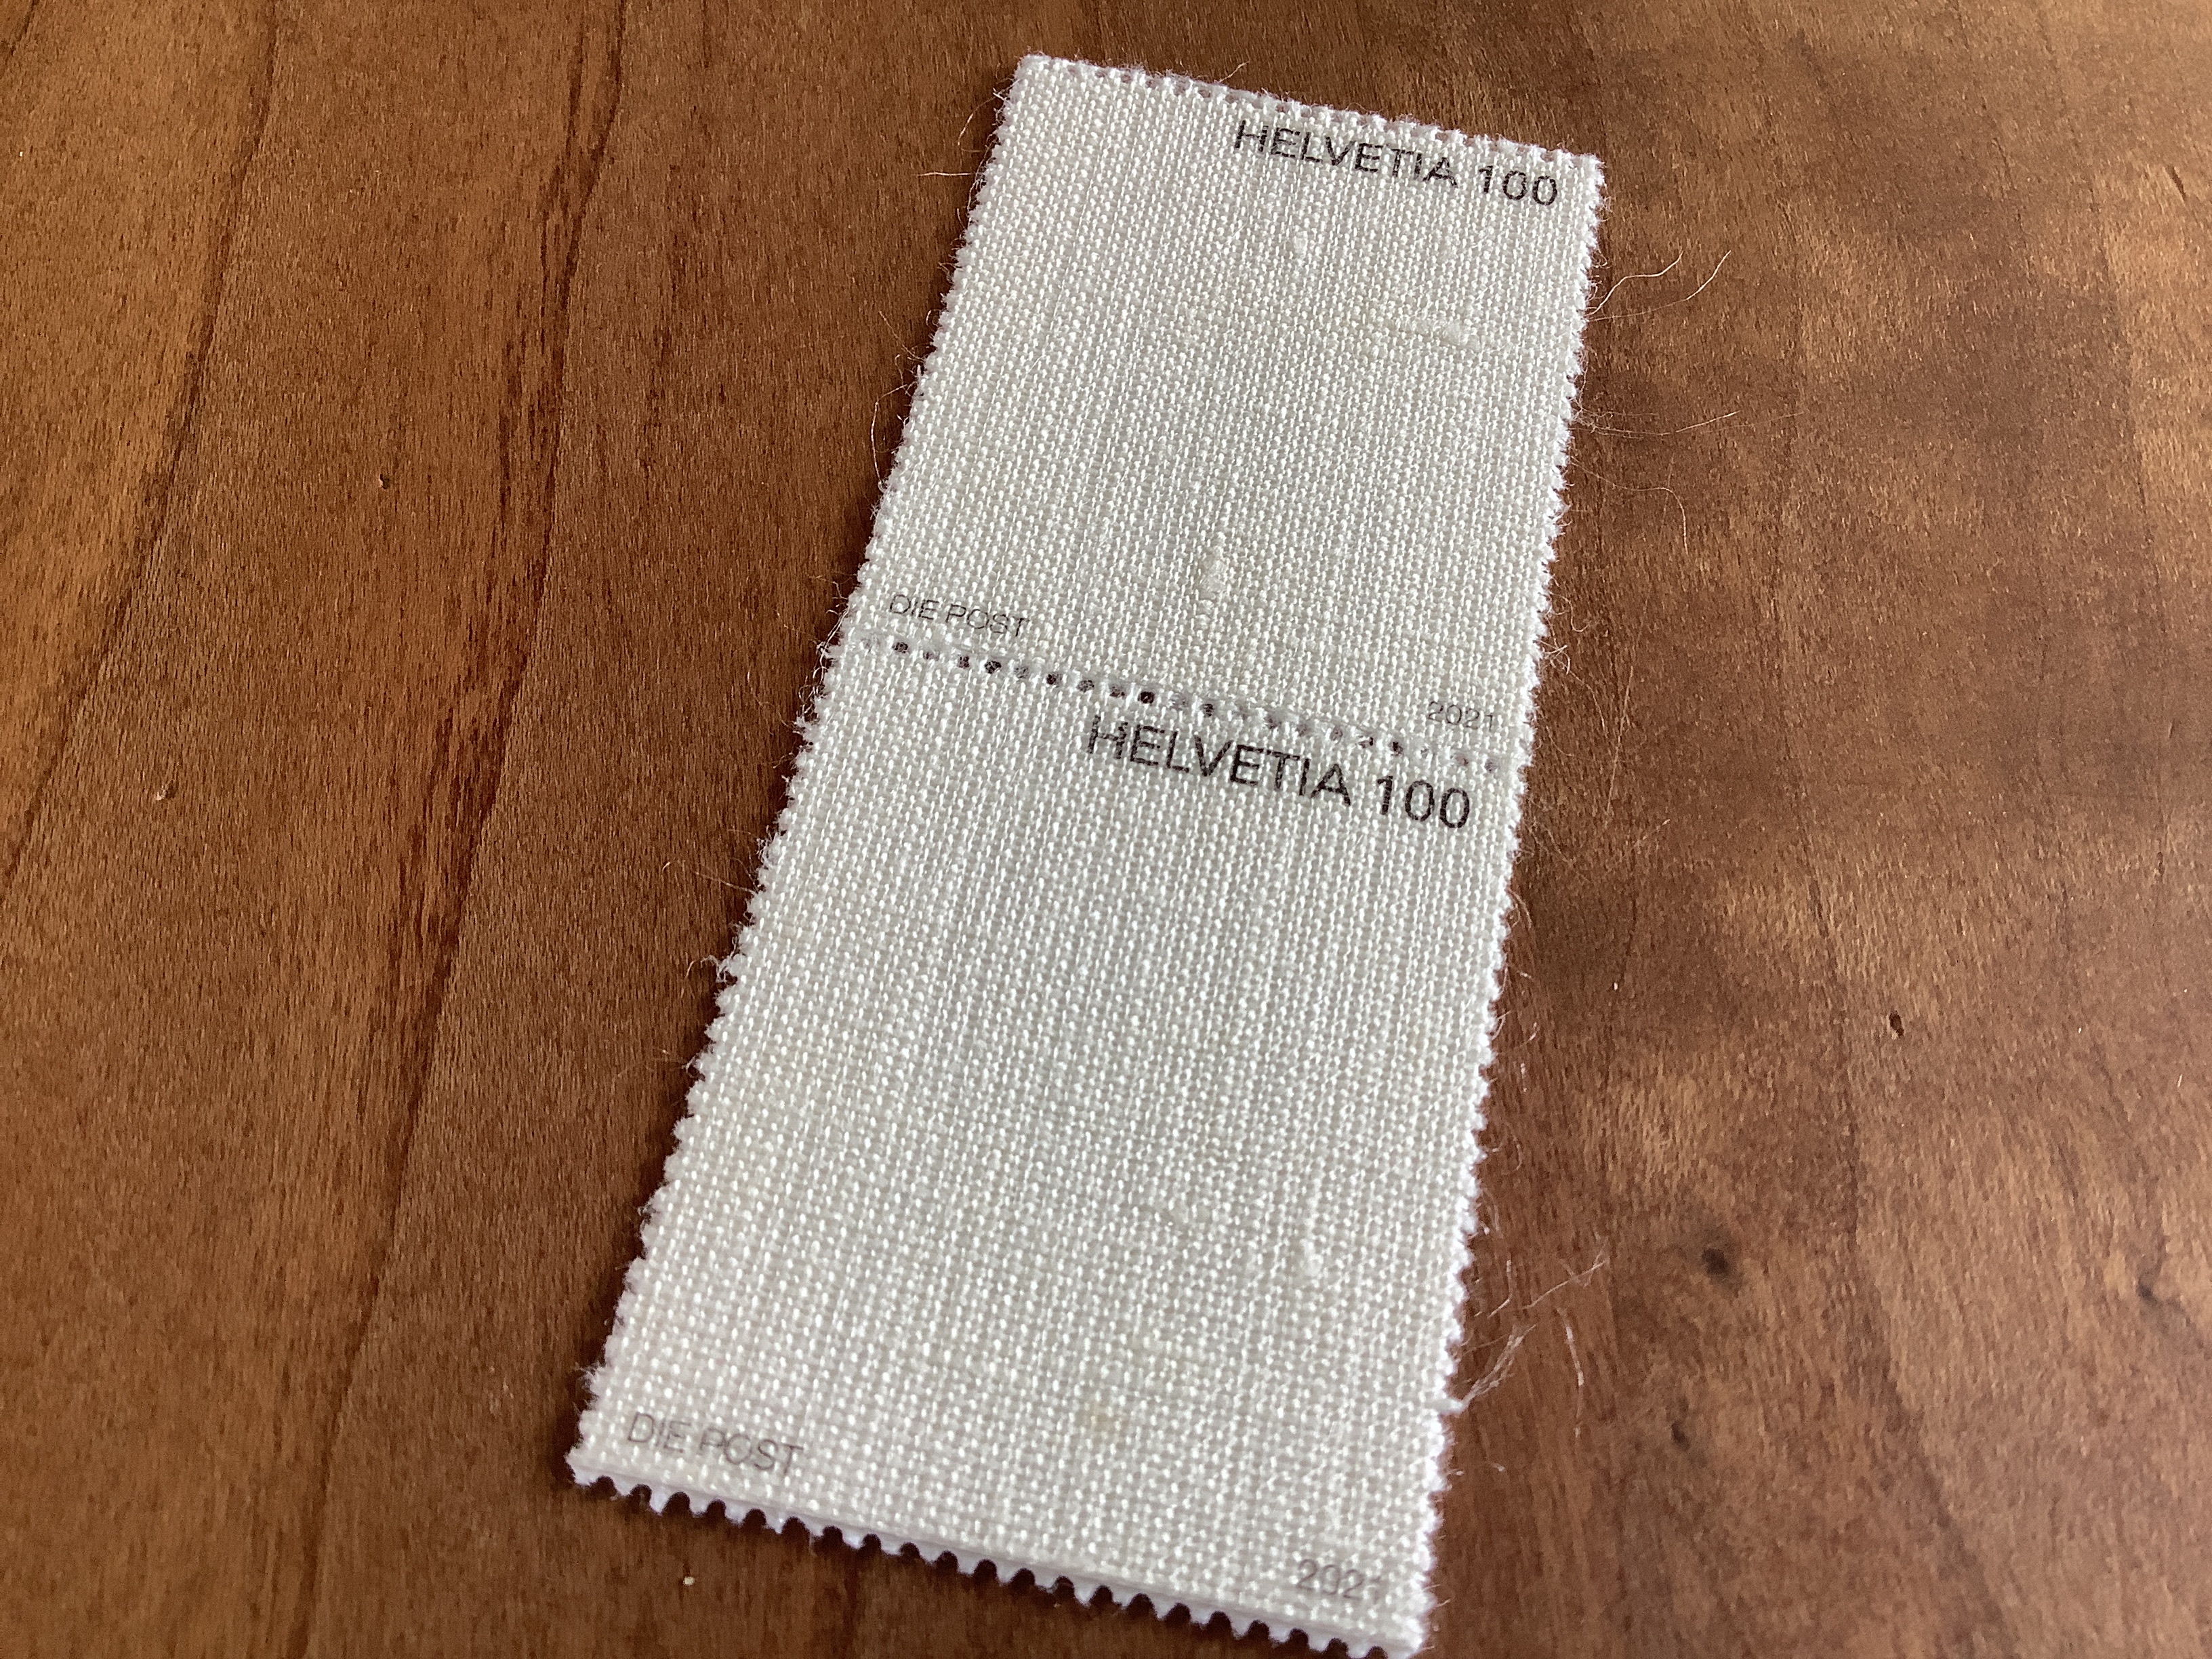 HELVETIA 100
DIE POST
2021
HELVETIA 100
DIE POST
2021